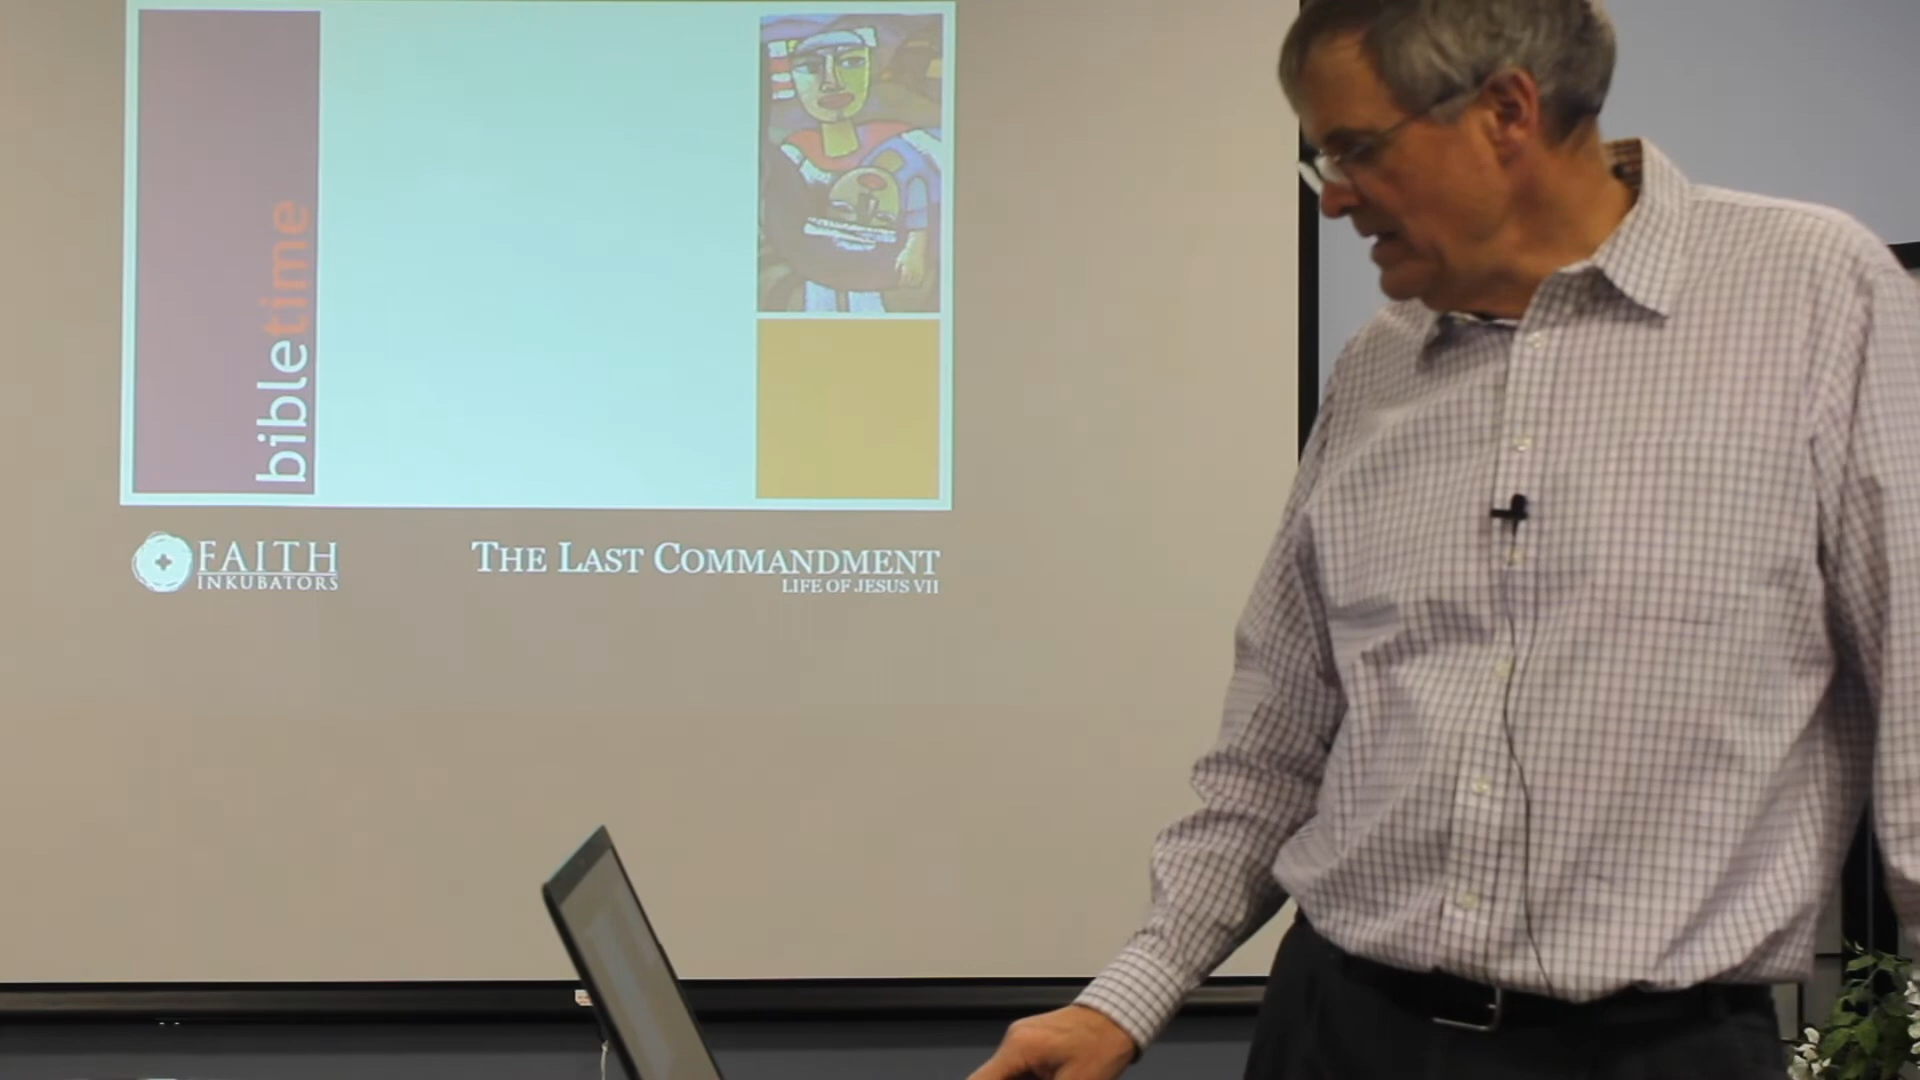 bibletime
FAITH
INKUBATORS
THE LAST COMMANDMENT
LIFE OF JESUS VII